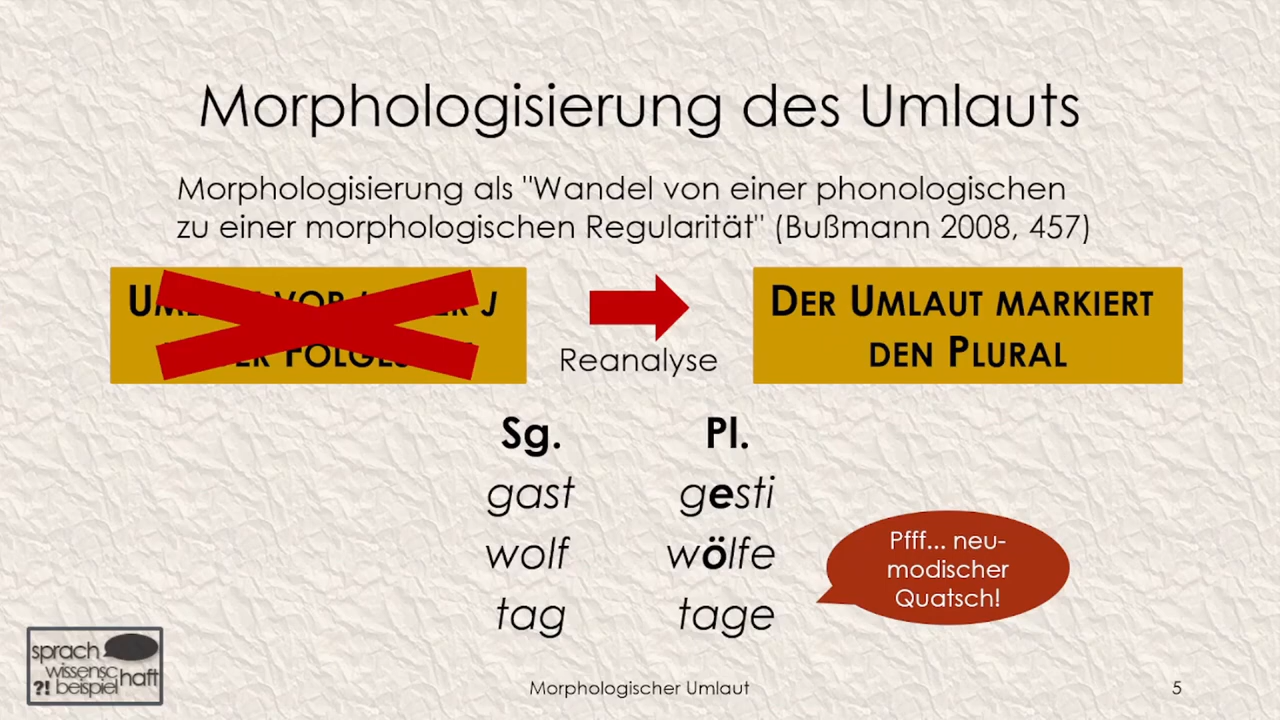 Morphologisierung des Umlauts
Morphologisierung als "Wandel von einer phonologischen
zu einer morphologischen Regularität" (Bußmann 2008, 457)
J
DER UMLAUT MARKIERT
DEN PLURAL
Reanalyse
Sg. Pl.
gast gesti
wolf wölfe
tag tage
Pfff... neu-
modischer
Quatsch!
sprach
wissensc
haft
?! beispiel
Morphologischer Umlaut
5